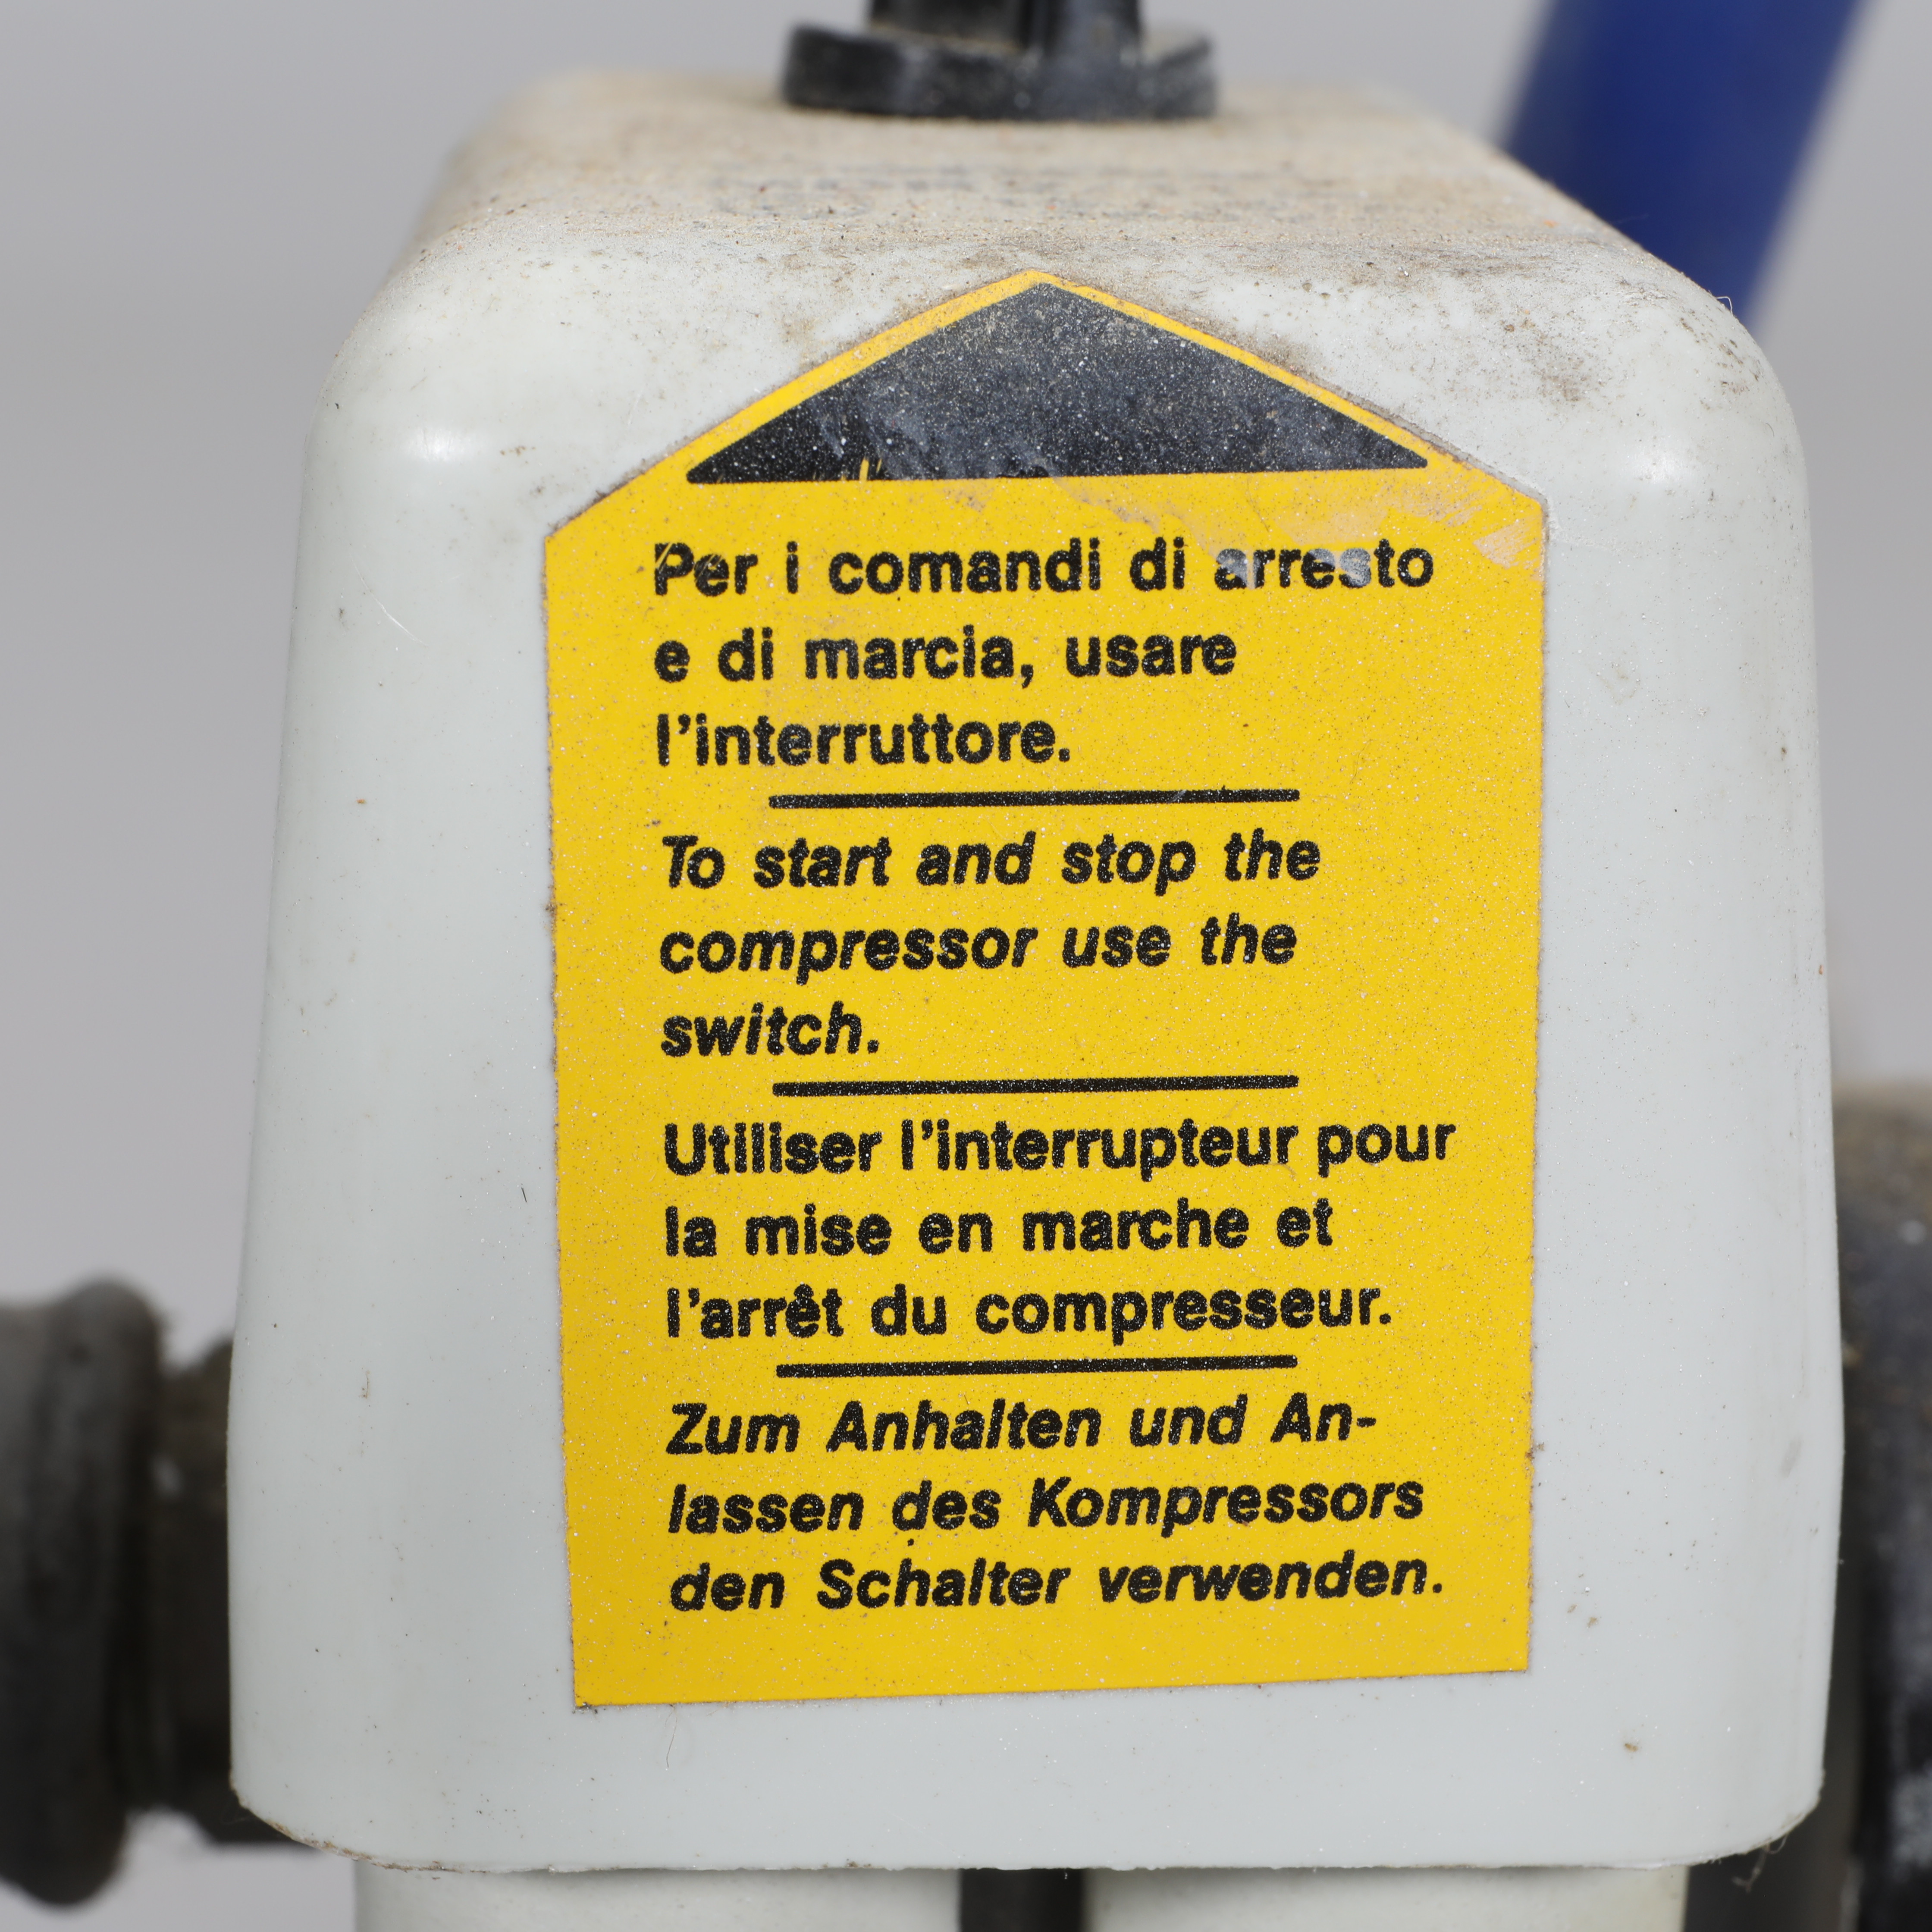 Per i comandi di arresto
e di marcia, usare
l'interruttore.
To start and stop the
compressor use the
switch.
Utiliser l'interrupteur pour
la mise en marche et
l'arrêt du compresseur.
Zum Anhalten und An-
lassen des Kompressors
den Schalter verwenden.